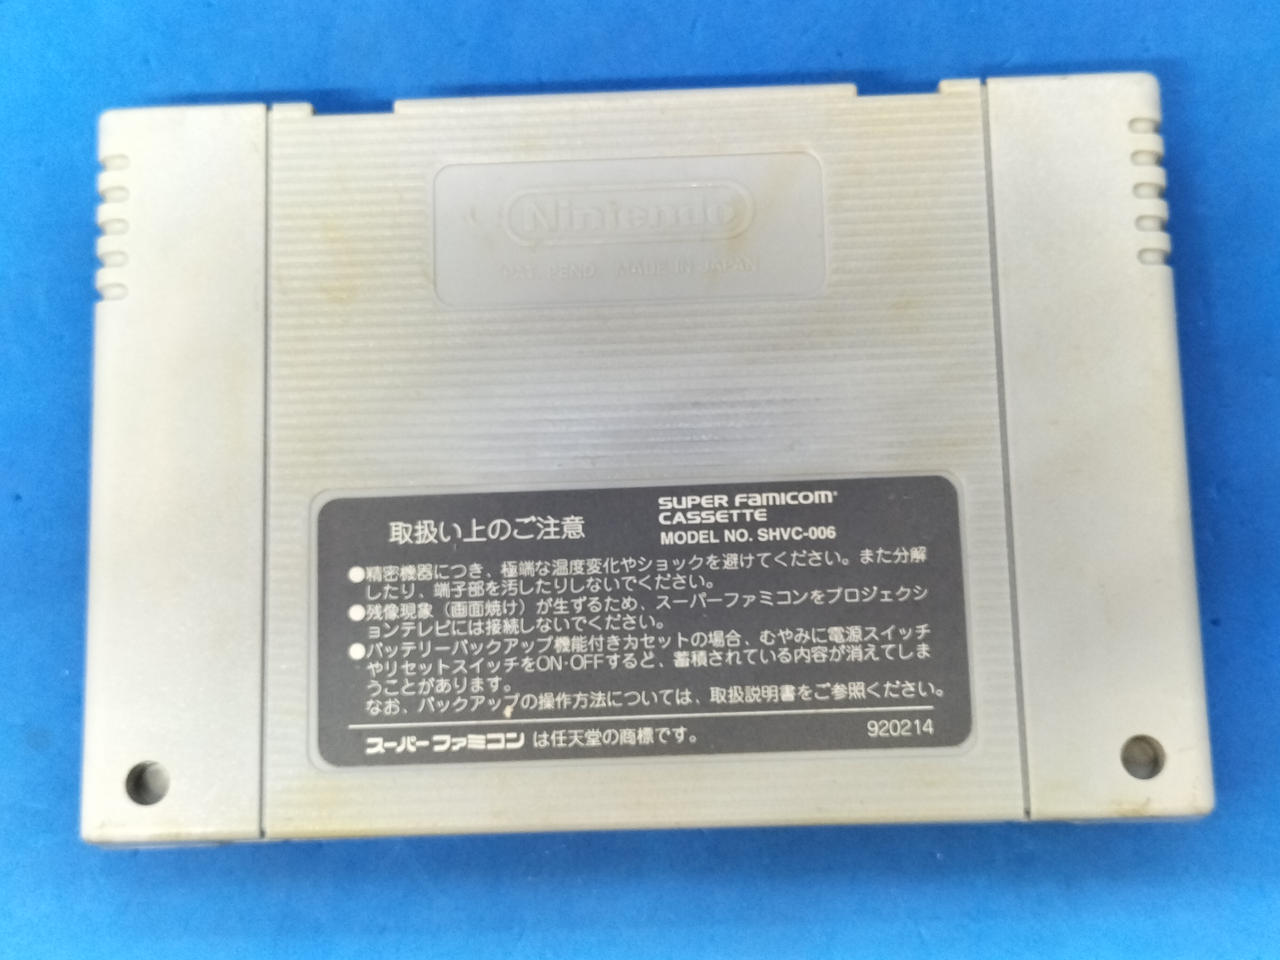 Nintendo
PAT. PEND. MADE IN JAPAN
取扱い上のご注意
SUPER FAMICOM
CASSETTE
MODEL NO. SHVC-006
●精密機器につき、極端な温度変化やショックを避けてください。また分解
したり、端子部を汚したりしないでください。
●残像現象（画面焼け）が生ずるため、スーパーファミコンをプロジェクシ
ョンテレビには接続しないでください。
●バッテリーバックアップ機能付きカセットの場合、むやみに電源スイッチ
やリセットスイッチをON・OFFすると、蓄積されている内容が消えてしま
うことがあります。
なお、バックアップの操作方法については、取扱説明書をご参照ください。
スーパーファミコン は任天堂の商標です。
920214